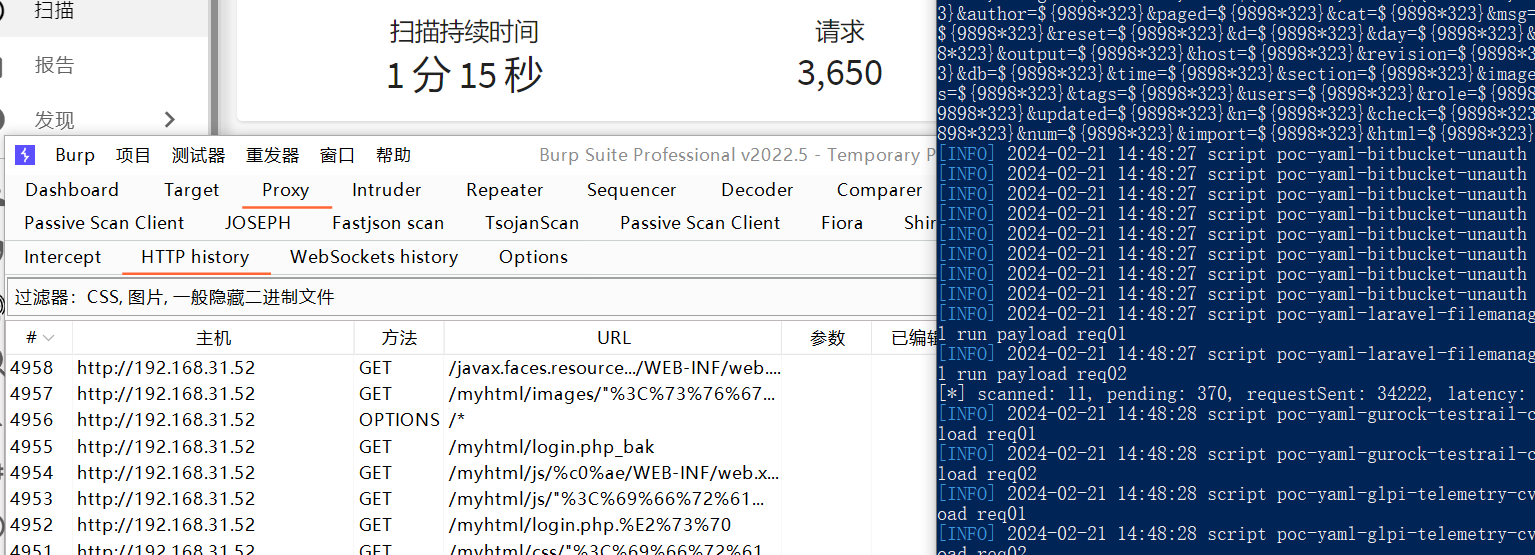 扫描
报告
发现
扫描持续时间
1 分 15 秒
请求
3,650
Burp 项目 测试器 重发器 窗口 帮助 Burp Suite Professional v2022.5 - Temporary P
Dashboard Target Proxy Intruder Repeater Sequencer Decoder Comparer
Passive Scan Client JOSEPH Fastjson scan TsojanScan Passive Scan Client Fiora Shir
Intercept HTTP history WebSockets history Options
过滤器：CSS, 图片, 一般隐藏二进制文件
# 主机 方法 URL 参数 已编辑
4958 http://192.168.31.52 GET /javax.faces.resource.../WEB-INF/web....
4957 http://192.168.31.52 GET /myhtml/images/"%3C%73%76%67...
4956 http://192.168.31.52 OPTIONS /*
4955 http://192.168.31.52 GET /myhtml/login.php_bak
4954 http://192.168.31.52 GET /myhtml/js/%c0%ae/WEB-INF/web.x...
4953 http://192.168.31.52 GET /myhtml/js/"%3C%69%66%72%61...
4952 http://192.168.31.52 GET /myhtml/login.php.%E2%73%70
4951 http://192.168.31.52 GET /myhtml/css/"%3C%69%66%72%61
3}&author=${9898*323}&paged=${9898*323}&cat=${9898*323}&msg=
${9898*323}&reset=${9898*323}&d=${9898*323}&day=${9898*323}&
8*323}&output=${9898*323}&host=${9898*323}&revision=${9898*32
3}&db=${9898*323}&time=${9898*323}&section=${9898*323}&image
s=${9898*323}&tags=${9898*323}&users=${9898*323}&role=${9898
9898*323}&updated=${9898*323}&n=${9898*323}&check=${9898*323
898*323}&num=${9898*323}&import=${9898*323}&html=${9898*323}
[INFO] 2024-02-21 14:48:27 script poc-yaml-bitbucket-unauth
[INFO] 2024-02-21 14:48:27 script poc-yaml-bitbucket-unauth
[INFO] 2024-02-21 14:48:27 script poc-yaml-bitbucket-unauth
[INFO] 2024-02-21 14:48:27 script poc-yaml-bitbucket-unauth
[INFO] 2024-02-21 14:48:27 script poc-yaml-bitbucket-unauth
[INFO] 2024-02-21 14:48:27 script poc-yaml-bitbucket-unauth
[INFO] 2024-02-21 14:48:27 script poc-yaml-bitbucket-unauth
[INFO] 2024-02-21 14:48:27 script poc-yaml-bitbucket-unauth
[INFO] 2024-02-21 14:48:27 script poc-yaml-laravel-filemanag
l run payload req01
[INFO] 2024-02-21 14:48:27 script poc-yaml-laravel-filemanag
l run payload req02
[*] scanned: 11, pending: 370, requestSent: 34222, latency:
[INFO] 2024-02-21 14:48:28 script poc-yaml-gurock-testrail-c
load req01
[INFO] 2024-02-21 14:48:28 script poc-yaml-gurock-testrail-c
load req02
[INFO] 2024-02-21 14:48:28 script poc-yaml-glpi-telemetry-cv
oad req01
[INFO] 2024-02-21 14:48:28 script poc-yaml-glpi-telemetry-cv
oad req02